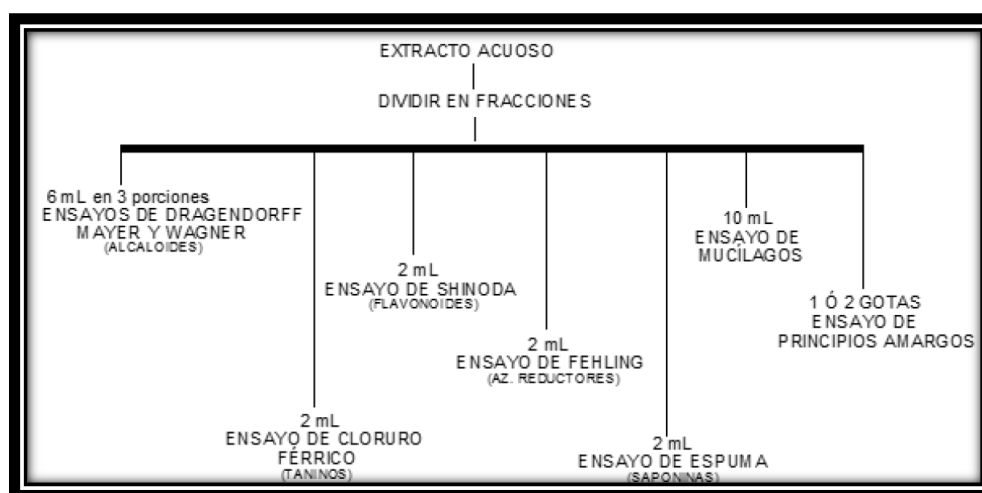 EXTRACTO ACUOSO
DIVIDIR EN FRACCIONES
6 mL en 3 porciones
ENSAYOS DE DRAGENDORFF
MAYER Y WAGNER
(ALCALOIDES)
2 mL
ENSAYO DE CLORURO
FÉRRICO
(TANINOS)
2 mL
ENSAYO DE SHINODA
(FLAVONOIDES)
2 mL
ENSAYO DE FEHLING
(AZ. REDUCTORES)
2 mL
ENSAYO DE ESPUMA
(SAPONINAS)
10 mL
ENSAYO DE
MUCÍLAGOS
1 Ó 2 GOTAS
ENSAYO DE
PRINCIPIOS AMARGOS